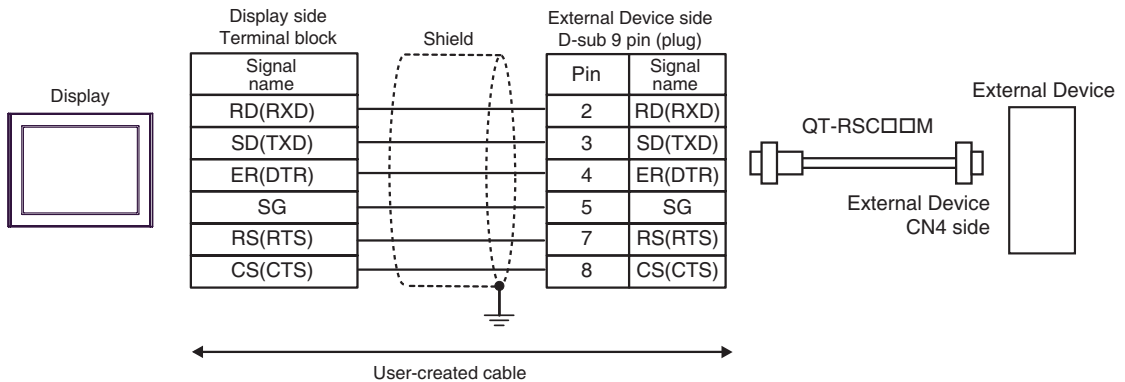 Display side
Terminal block
Shield
External Device side
D-sub 9 pin (plug)
Signal
name
Pin
Signal
name
Display
External Device
RD(RXD) 2 RD(RXD)
QT-RSC□□M
SD(TXD) 3 SD(TXD)
ER(DTR) 4 ER(DTR)
SG 5 SG
External Device
CN4 side
RS(RTS) 7 RS(RTS)
CS(CTS) 8 CS(CTS)
User-created cable